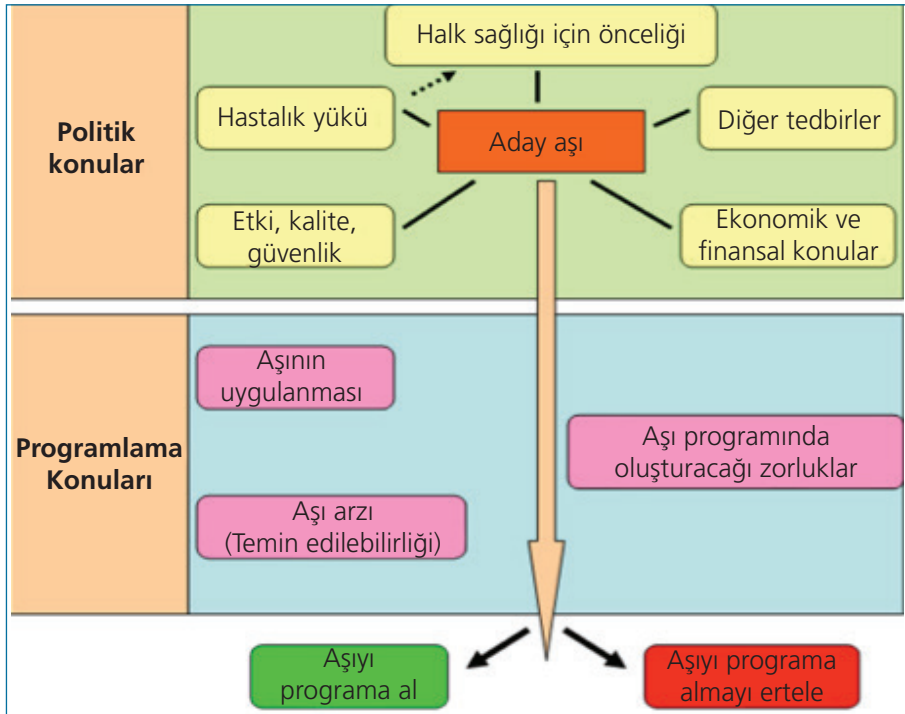 Politik
konular
Halk sağlığı için önceliği
Hastalık yükü
Aday aşı
Diğer tedbirler
Etki, kalite,
güvenlik
Ekonomik ve
finansal konular
Programlama
Konuları
Aşının
uygulanması
Aşı programında
oluşturacağı zorluklar
Aşı arzı
(Temin edilebilirliği)
Aşıyı
programa al
Aşıyı programa
almayı ertele